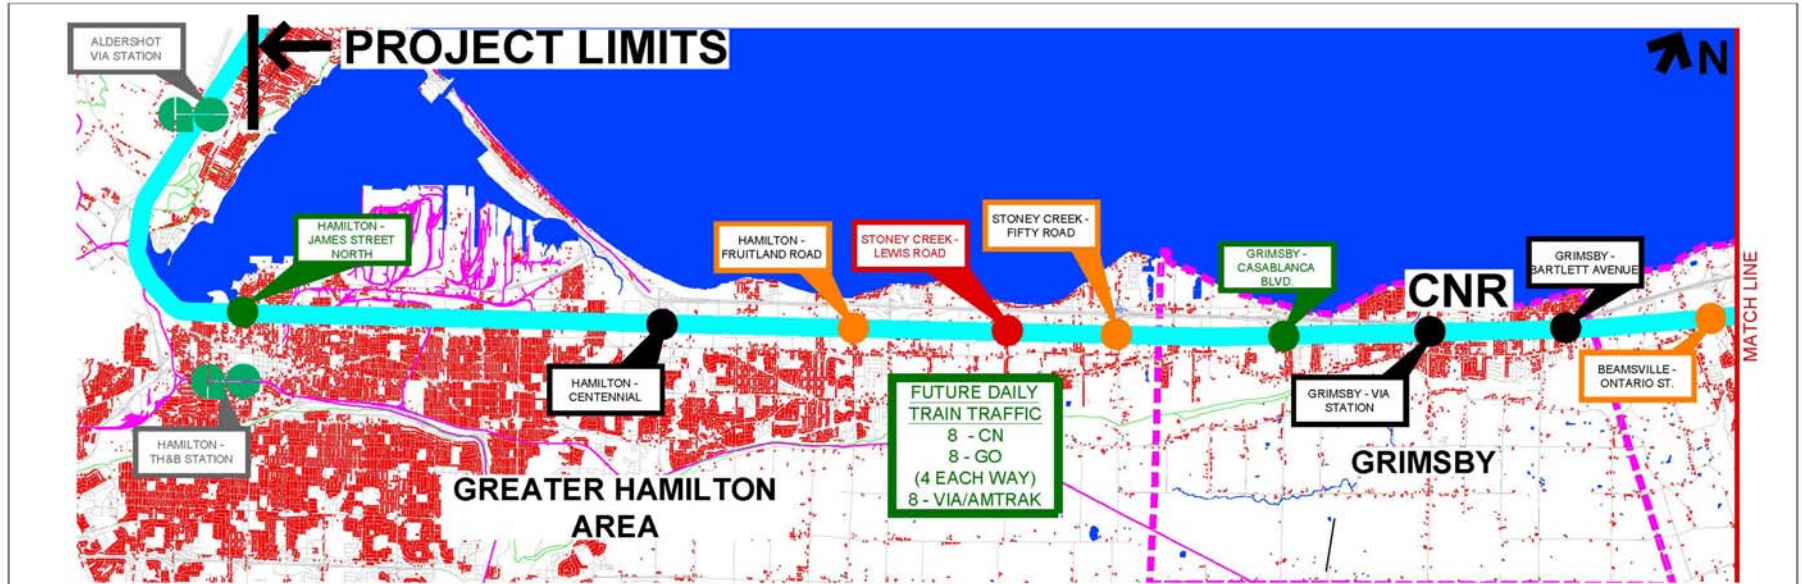 ALDERSHOT
VIA STATION
PROJECT LIMITS
N
HAMILTON -
JAMES STREET
NORTH
HAMILTON -
FRUITLAND ROAD
STONEY CREEK -
LEWIS ROAD
STONEY CREEK -
FIFTY ROAD
GRIMSBY -
CASABLANCA
BLVD.
CNR
GRIMSBY -
BARTLETT AVENUE
MATCH LINE
HAMILTON -
CENTENNIAL
GRIMSBY - VIA
STATION
BEAMSVILLE -
ONTARIO ST.
HAMILTON -
TH&B STATION
FUTURE DAILY
TRAIN TRAFFIC
8 - CN
8 - GO
(4 EACH WAY)
8 - VIA/AMTRAK
GREATER HAMILTON
AREA
GRIMSBY